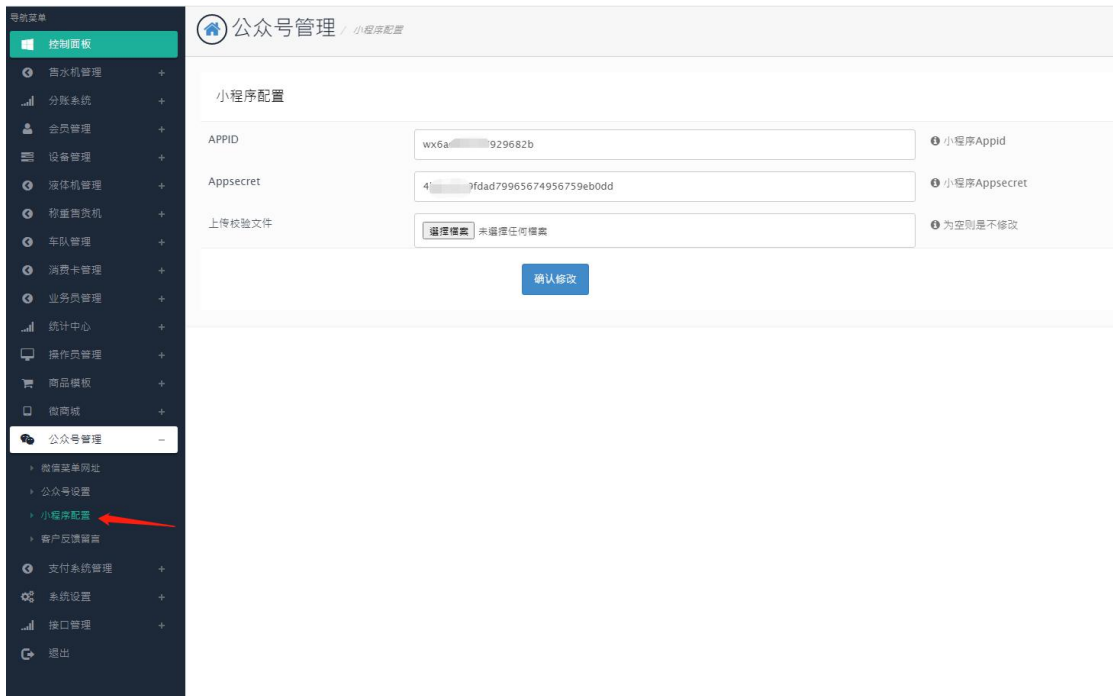 导航菜单
控制面板
售水机管理 +
分账系统 +
会员管理 +
设备管理 +
液体机管理 +
称重售货机 +
车队管理 +
消费卡管理 +
业务员管理 +
统计中心 +
操作员管理 +
商品模板 +
微商城 +
公众号管理 −
微信菜单网址
公众号设置
小程序配置
客户反馈留言
支付系统管理 +
系统设置 +
接口管理 +
退出
公众号管理 / 小程序配置
小程序配置
APPID wx6a 929682b 小程序Appid
Appsecret 4 9fdad79965674956759eb0dd 小程序Appsecret
上传校验文件 選擇檔案 未選擇任何檔案 为空则是不修改
确认修改